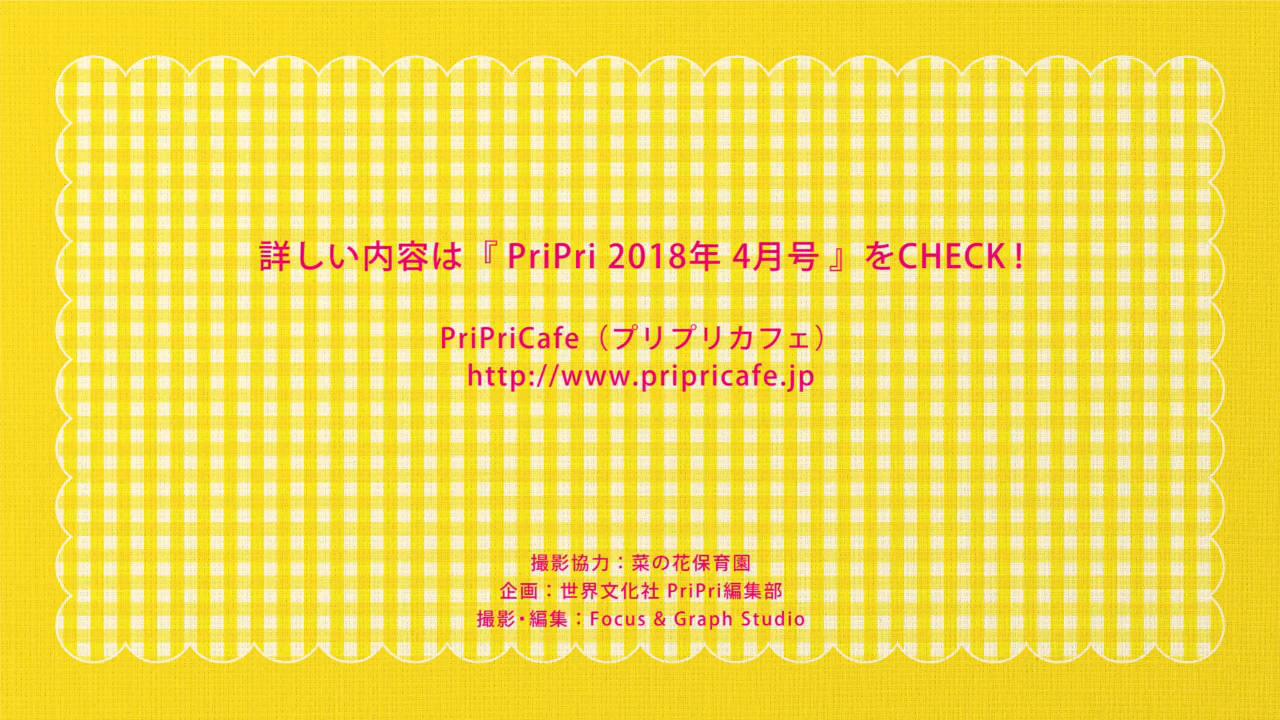 詳しい内容は『 PriPri 2018年 4月号 』をCHECK！
PriPriCafe（プリプリカフェ）
http://www.pripricafe.jp
撮影協力：菜の花保育園
企画：世界文化社 PriPri編集部
撮影・編集：Focus & Graph Studio